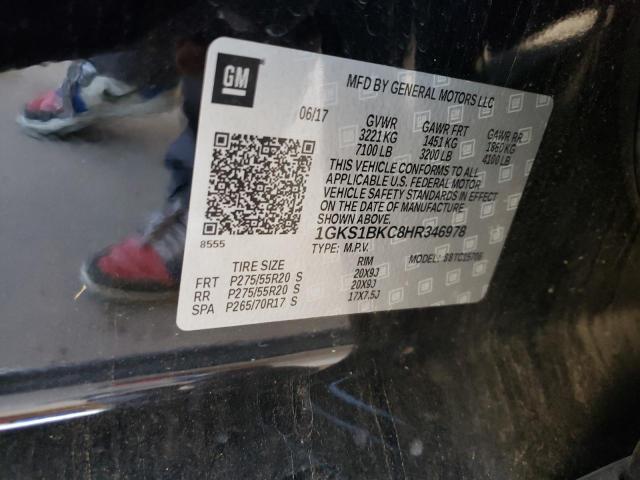 GM
MFD BY GENERAL MOTORS LLC
06/17 GVWR GAWR FRT GAWR RR
3221 KG 1451 KG 1860 KG
7100 LB 3200 LB 4100 LB
THIS VEHICLE CONFORMS TO ALL
APPLICABLE U.S. FEDERAL MOTOR
VEHICLE SAFETY STANDARDS IN EFFECT
ON THE DATE OF MANUFACTURE
SHOWN ABOVE.
1GKS1BKC8HR346978
8555
TYPE: M.P.V. MODEL:
TIRE SIZE RIM
FRT P275/55R20 S 20X9J
RR P275/55R20 S 20X9J
SPA P265/70R17 S 17X7.5J